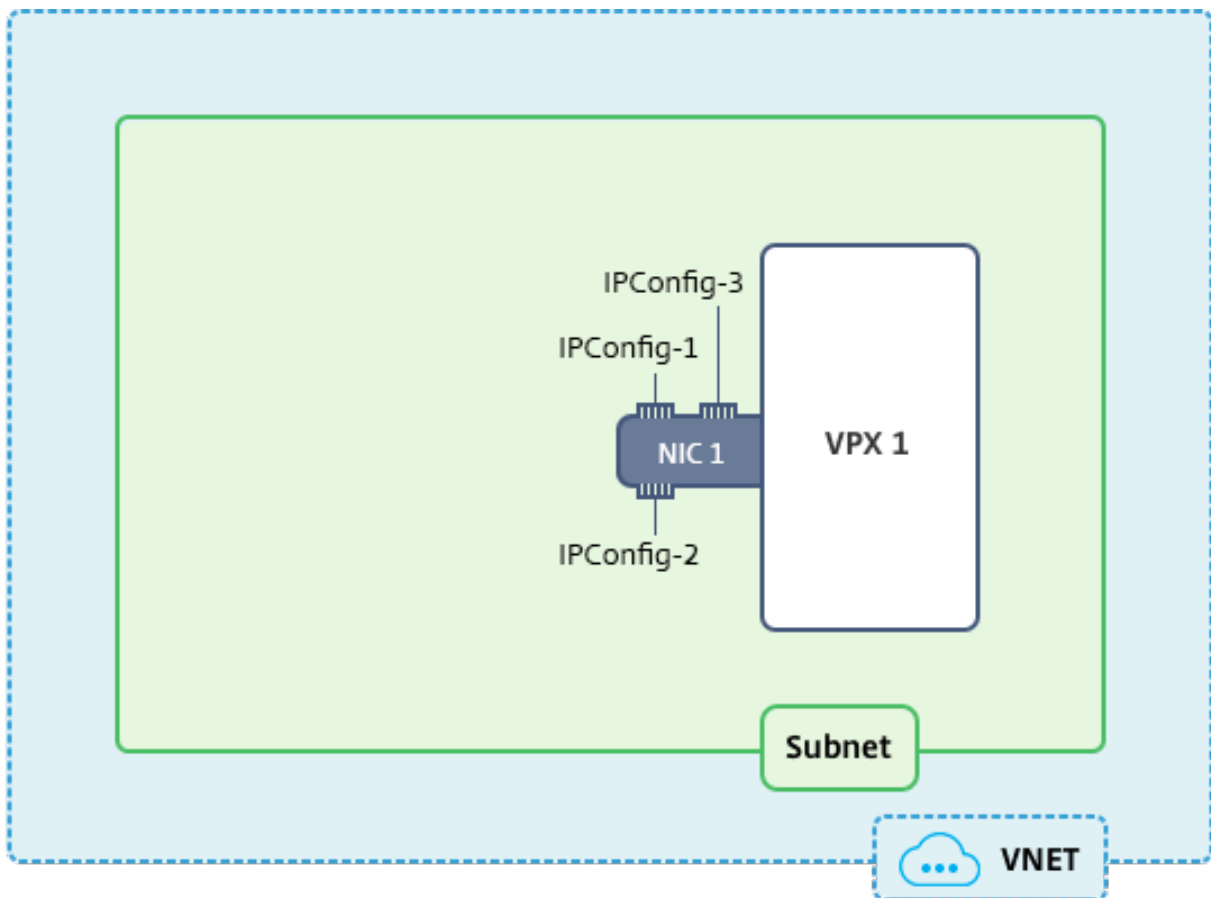 IPConfig-3
IPConfig-1
NIC 1
VPX 1
IPConfig-2
Subnet
VNET